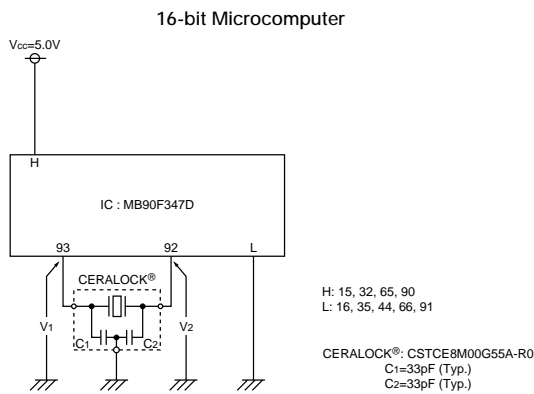 16-bit Microcomputer
Vcc=5.0V
H
IC : MB90F347D
93 92 L
CERALOCK®
V1 C1 C2 V2
H: 15, 32, 65, 90
L: 16, 35, 44, 66, 91
CERALOCK®: CSTCE8M00G55A-R0
C1=33pF (Typ.)
C2=33pF (Typ.)